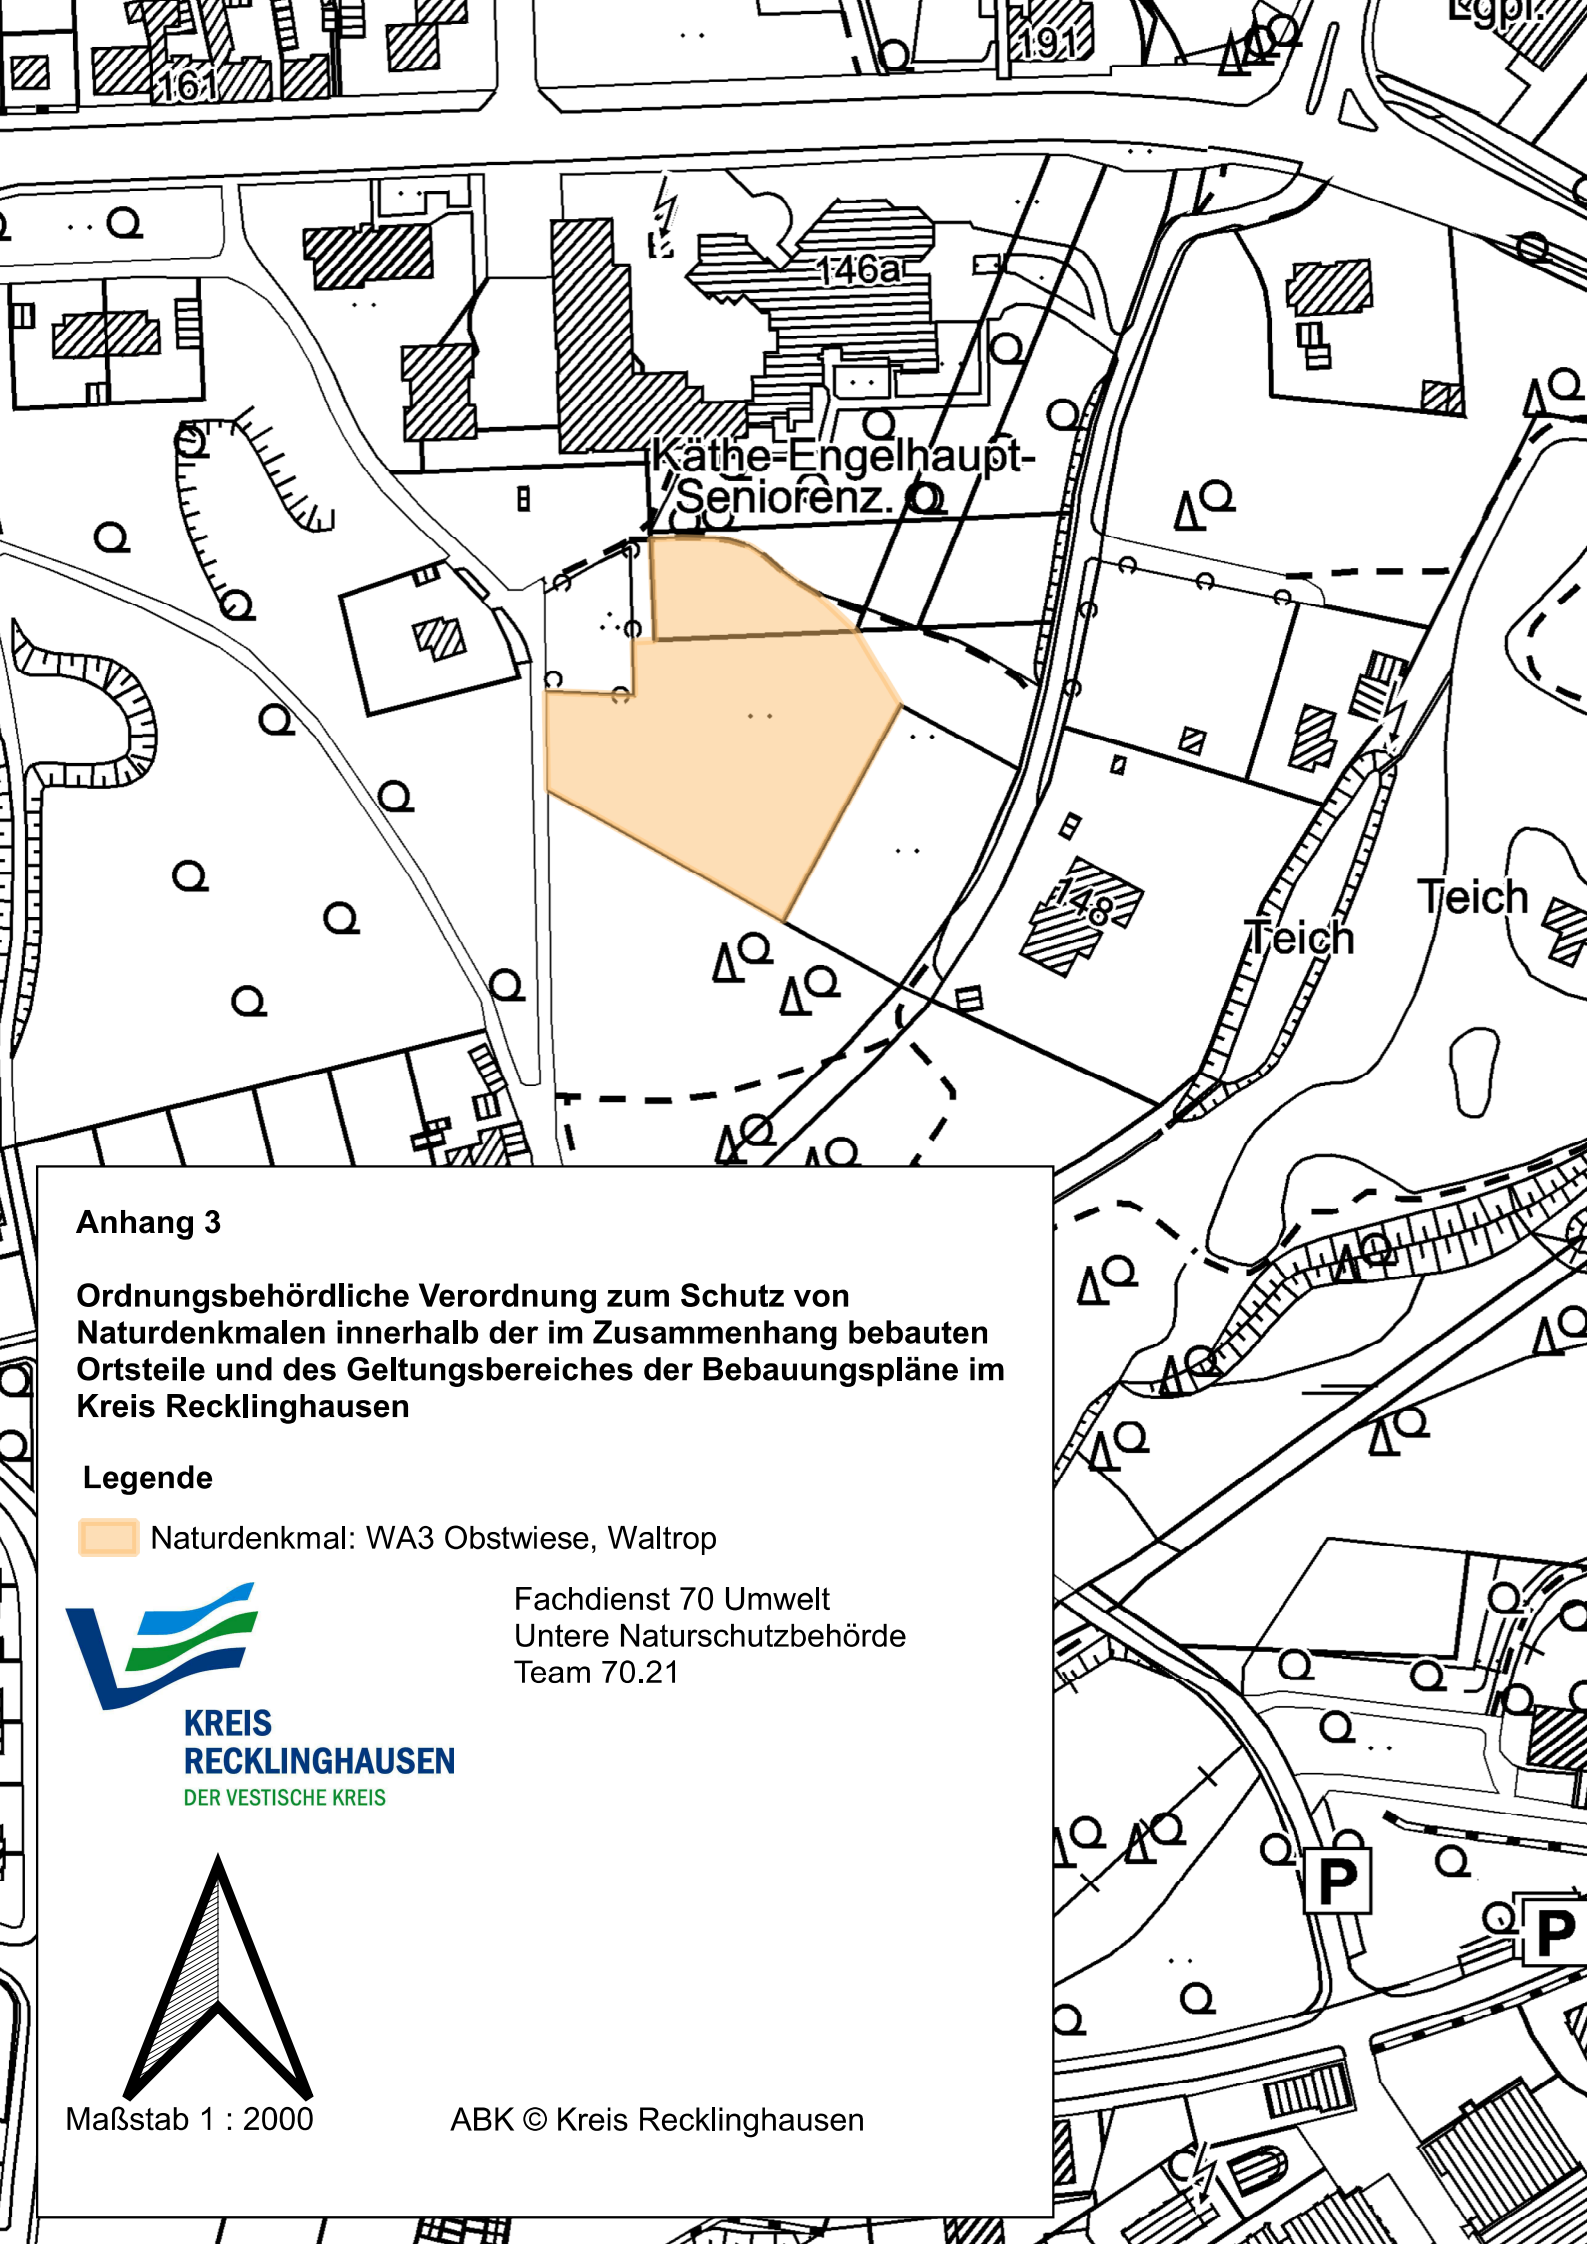 Lgpl.
191
161
146a
Käthe-Engelhaupt-
Seniorenz.
148
Teich
Teich
Anhang 3
Ordnungsbehördliche Verordnung zum Schutz von
Naturdenkmalen innerhalb der im Zusammenhang bebauten
Ortsteile und des Geltungsbereiches der Bebauungspläne im
Kreis Recklinghausen
Legende
Naturdenkmal: WA3 Obstwiese, Waltrop
Fachdienst 70 Umwelt
Untere Naturschutzbehörde
Team 70.21
KREIS
RECKLINGHAUSEN
DER VESTISCHE KREIS
P
P
Maßstab 1 : 2000
ABK © Kreis Recklinghausen